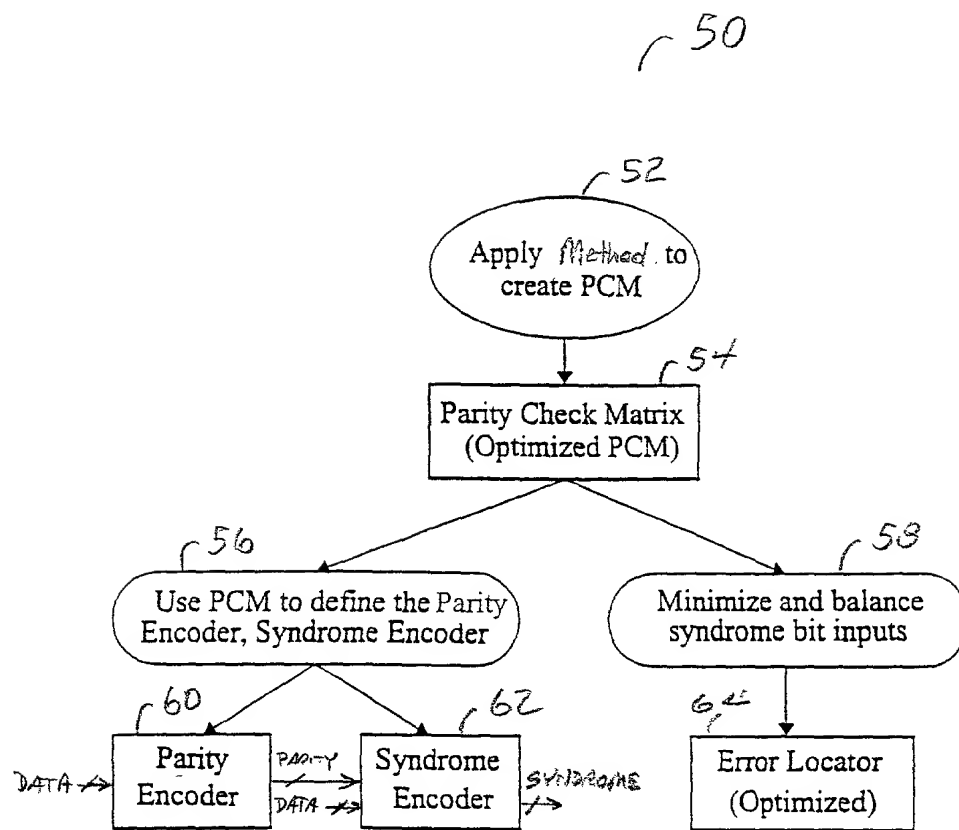 50
52
Apply Method to
create PCM
54
Parity Check Matrix
(Optimized PCM)
56
58
Use PCM to define the Parity
Encoder, Syndrome Encoder
Minimize and balance
syndrome bit inputs
60
62
64
Parity
Encoder
DATA
PARITY
DATA
Syndrome
Encoder
SYNDROME
Error Locator
(Optimized)